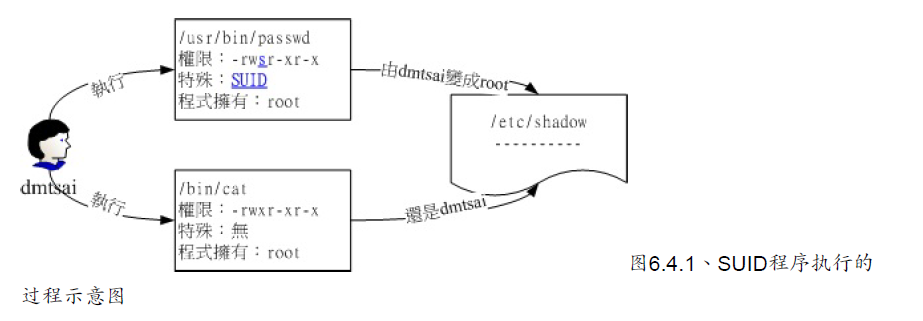 /usr/bin/passwd
權限：-rwsr-xr-x
特殊：SUID
程式擁有：root
執行
由dmtsai變成root
/etc/shadow
----------
dmtsai
執行
/bin/cat
權限：-rwxr-xr-x
特殊：無
程式擁有：root
還是dmtsai
图6.4.1、SUID程序执行的
过程示意图